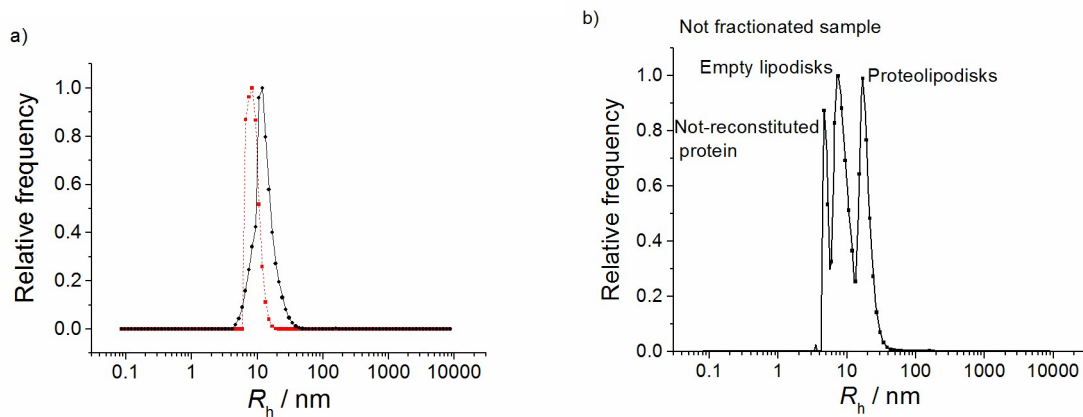 a)
Relative frequency
1.0
0.8
0.6
0.4
0.2
0.0
0.1 1 10 100 1000 10000
Rh / nm
b)
Not fractionated sample
Empty lipodisks
Proteolipodisks
Not-reconstituted
protein
Relative frequency
1.0
0.8
0.6
0.4
0.2
0.0
0.1 1 10 100 1000 10000
Rh / nm